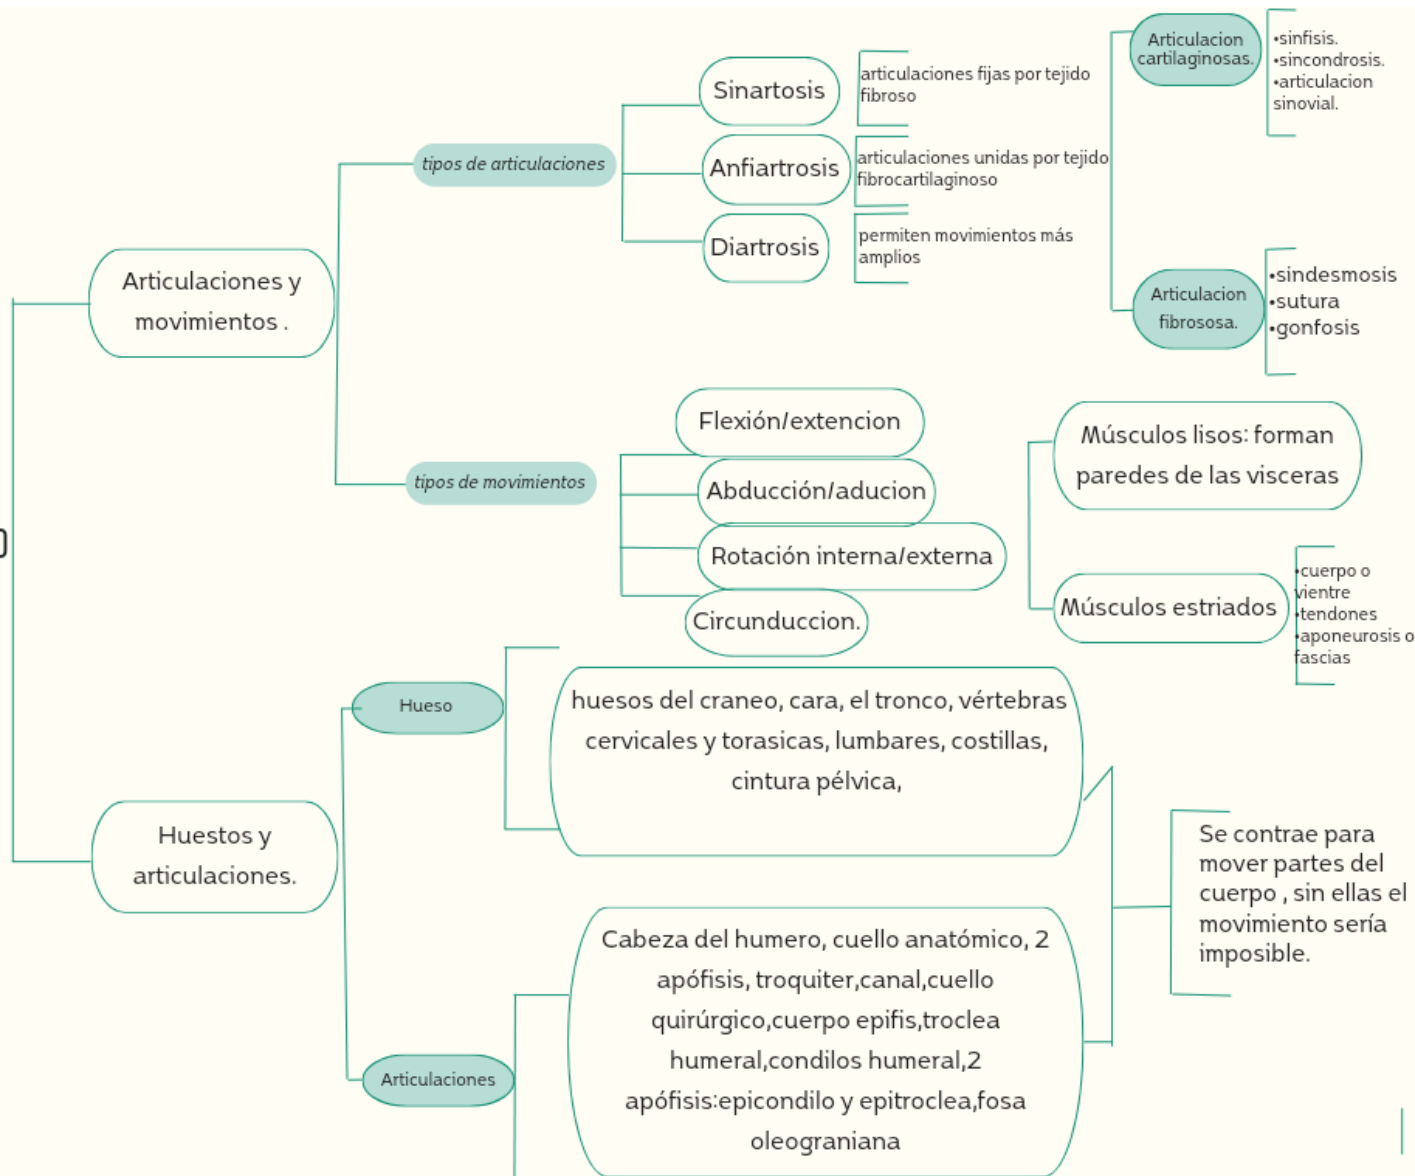 Articulaciones y
movimientos .
tipos de articulaciones
Sinartosis
articulaciones fijas por tejido
fibroso
Anfiartrosis
articulaciones unidas por tejido
fibrocartilaginoso
Diartrosis
permiten movimientos más
amplios
Articulacion
cartilaginosas.
•sinfisis.
•sincondrosis.
•articulacion
sinovial.
Articulacion
fibrososa.
•sindesmosis
•sutura
•gonfosis
tipos de movimientos
Flexión/extencion
Abducción/aducion
Rotación interna/externa
Circunduccion.
Músculos lisos: forman
paredes de las visceras
Músculos estriados
•cuerpo o
vientre
•tendones
•aponeurosis o
fascias
Huestos y
articulaciones.
Hueso
huesos del craneo, cara, el tronco, vértebras
cervicales y torasicas, lumbares, costillas,
cintura pélvica,
Articulaciones
Cabeza del humero, cuello anatómico, 2
apófisis, troquiter,canal,cuello
quirúrgico,cuerpo epifis,troclea
humeral,condilos humeral,2
apófisis:epicondilo y epitroclea,fosa
oleograniana
Se contrae para
mover partes del
cuerpo , sin ellas el
movimiento sería
imposible.